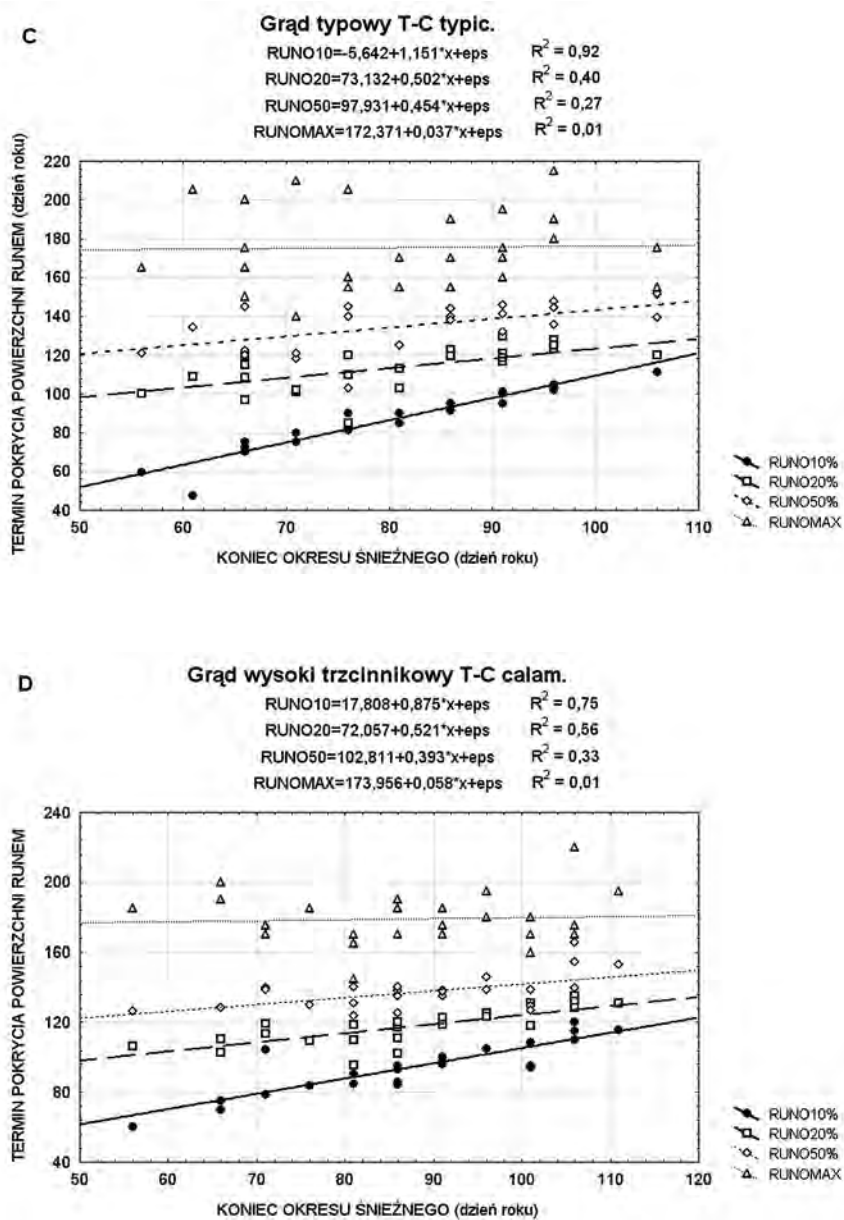 C
Grąd typowy T-C typic.
RUNO10=-5,642+1,151*x+eps R² = 0,92
RUNO20=73,132+0,502*x+eps R² = 0,40
RUNO50=97,931+0,454*x+eps R² = 0,27
RUNOMAX=172,371+0,037*x+eps R² = 0,01
TERMIN POKRYCIA POWIERZCHNI RUNEM (dzień roku)
220
200
180
160
140
120
100
80
60
40
50 60 70 80 90 100 110
KONIEC OKRESU ŚNIEŻNEGO (dzień roku)
RUNO10%
RUNO20%
RUNO50%
RUNOMAX
D
Grąd wysoki trzcinnikowy T-C calam.
RUNO10=17,808+0,875*x+eps R² = 0,75
RUNO20=72,057+0,521*x+eps R² = 0,56
RUNO50=102,811+0,393*x+eps R² = 0,33
RUNOMAX=173,956+0,058*x+eps R² = 0,01
TERMIN POKRYCIA POWIERZCHNI RUNEM
240
200
160
120
80
40
50 60 70 80 90 100 110 120
KONIEC OKRESU ŚNIEŻNEGO (dzień roku)
RUNO10%
RUNO20%
RUNO50%
RUNOMAX